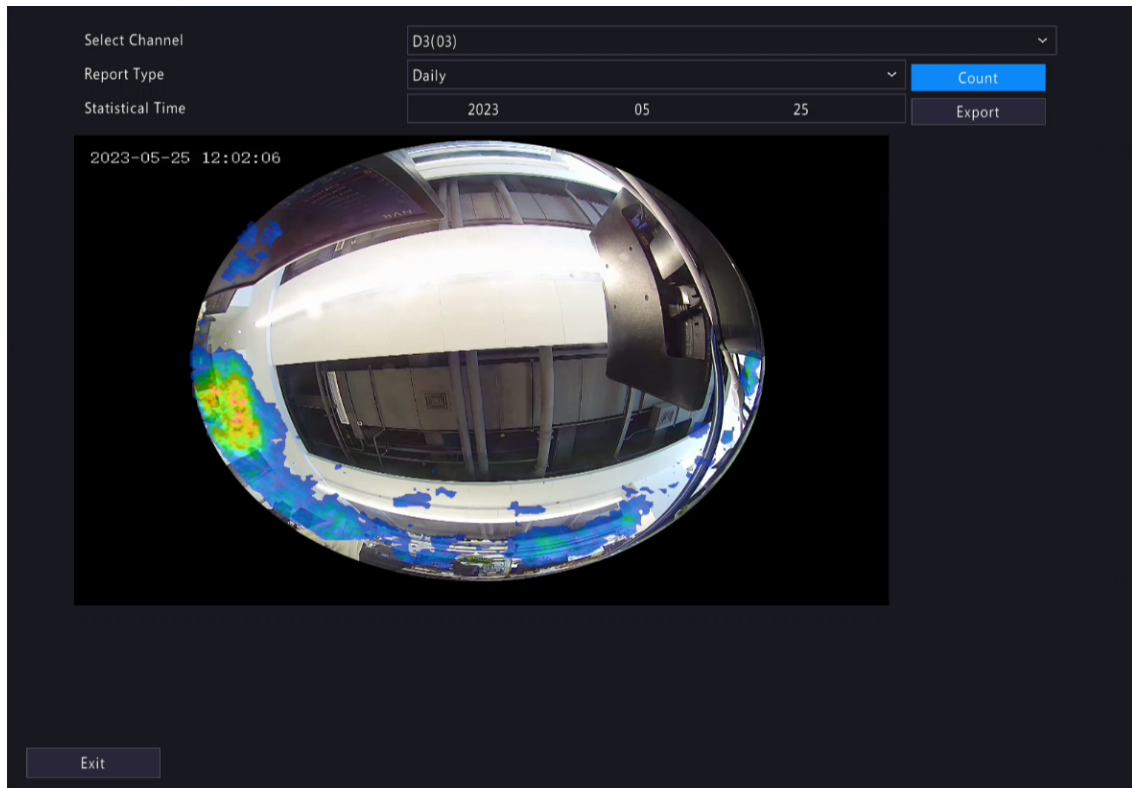 Select Channel D3(03)
Report Type Daily Count
Statistical Time 2023 05 25 Export
2023-05-25 12:02:06
NVR
Exit